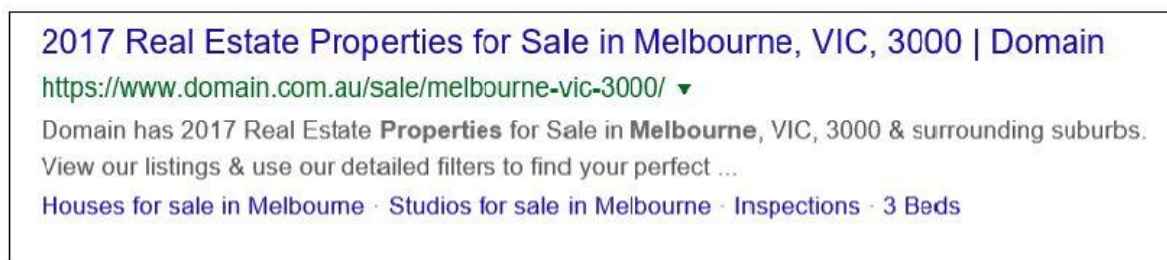 2017 Real Estate Properties for Sale in Melbourne, VIC, 3000 | Domain
https://www.domain.com.au/sale/melbourne-vic-3000/ ▼
Domain has 2017 Real Estate Properties for Sale in Melbourne, VIC, 3000 & surrounding suburbs.
View our listings & use our detailed filters to find your perfect ...
Houses for sale in Melbourne · Studios for sale in Melbourne · Inspections · 3 Beds